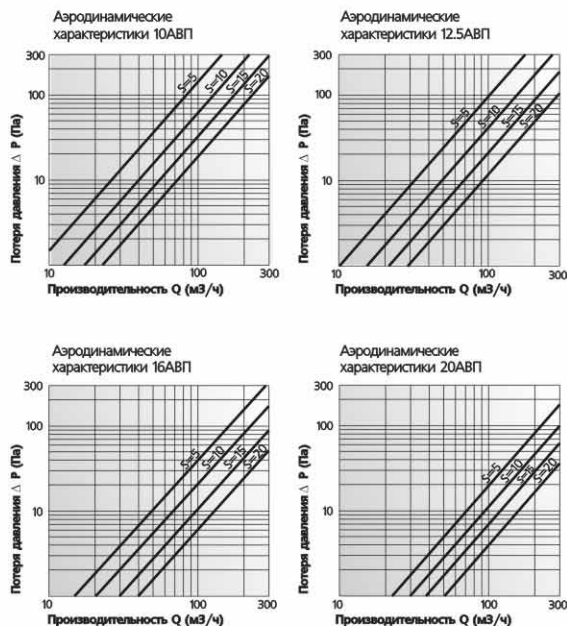 Аэродинамические
характеристики 10АВП
300
100
10
Потеря давления Δ P (Па)
S=5
S=10
S=15
S=20
10
100
300
Производительность Q (м3/ч)
Аэродинамические
характеристики 12.5АВП
300
100
10
Потеря давления Δ P (Па)
S=5
S=10
S=15
S=20
10
100
300
Производительность Q (м3/ч)
Аэродинамические
характеристики 16АВП
300
100
10
Потеря давления Δ P (Па)
S=5
S=10
S=15
S=20
10
100
300
Производительность Q (м3/ч)
Аэродинамические
характеристики 20АВП
300
100
10
Потеря давления Δ P (Па)
S=5
S=10
S=15
S=20
10
100
300
Производительность Q (м3/ч)